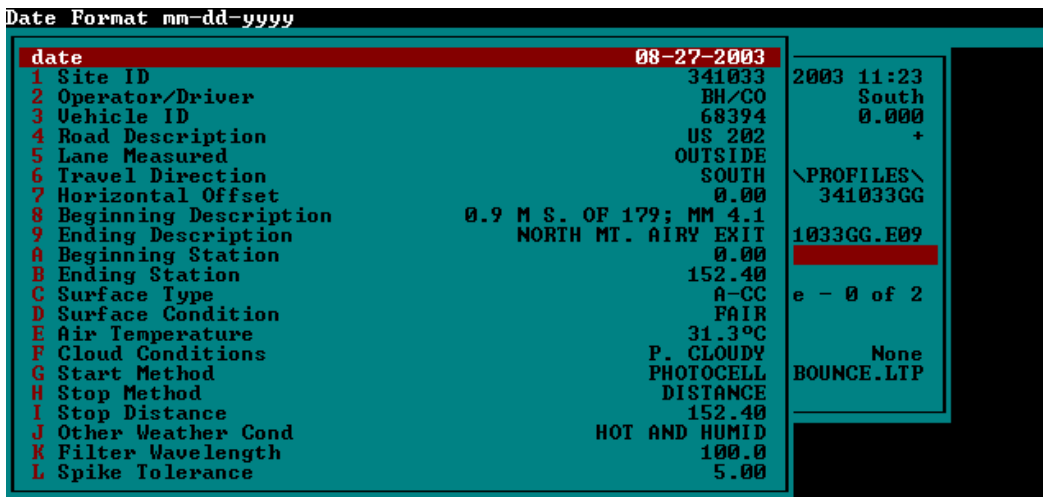 Date Format mm-dd-yyyy
date 08-27-2003
1 Site ID 341033 2003 11:23
2 Operator/Driver BH/CO South
3 Vehicle ID 68394 0.000
4 Road Description US 202 +
5 Lane Measured OUTSIDE
6 Travel Direction SOUTH \PROFILES\
7 Horizontal Offset 0.00 341033GG
8 Beginning Description 0.9 M S. OF 179; MM 4.1
9 Ending Description NORTH MT. AIRY EXIT 1033GG.E09
A Beginning Station 0.00
B Ending Station 152.40
C Surface Type A-CC e - 0 of 2
D Surface Condition FAIR
E Air Temperature 31.3ºC
F Cloud Conditions P. CLOUDY None
G Start Method PHOTOCELL BOUNCE.LTP
H Stop Method DISTANCE
I Stop Distance 152.40
J Other Weather Cond HOT AND HUMID
K Filter Wavelength 100.0
L Spike Tolerance 5.00